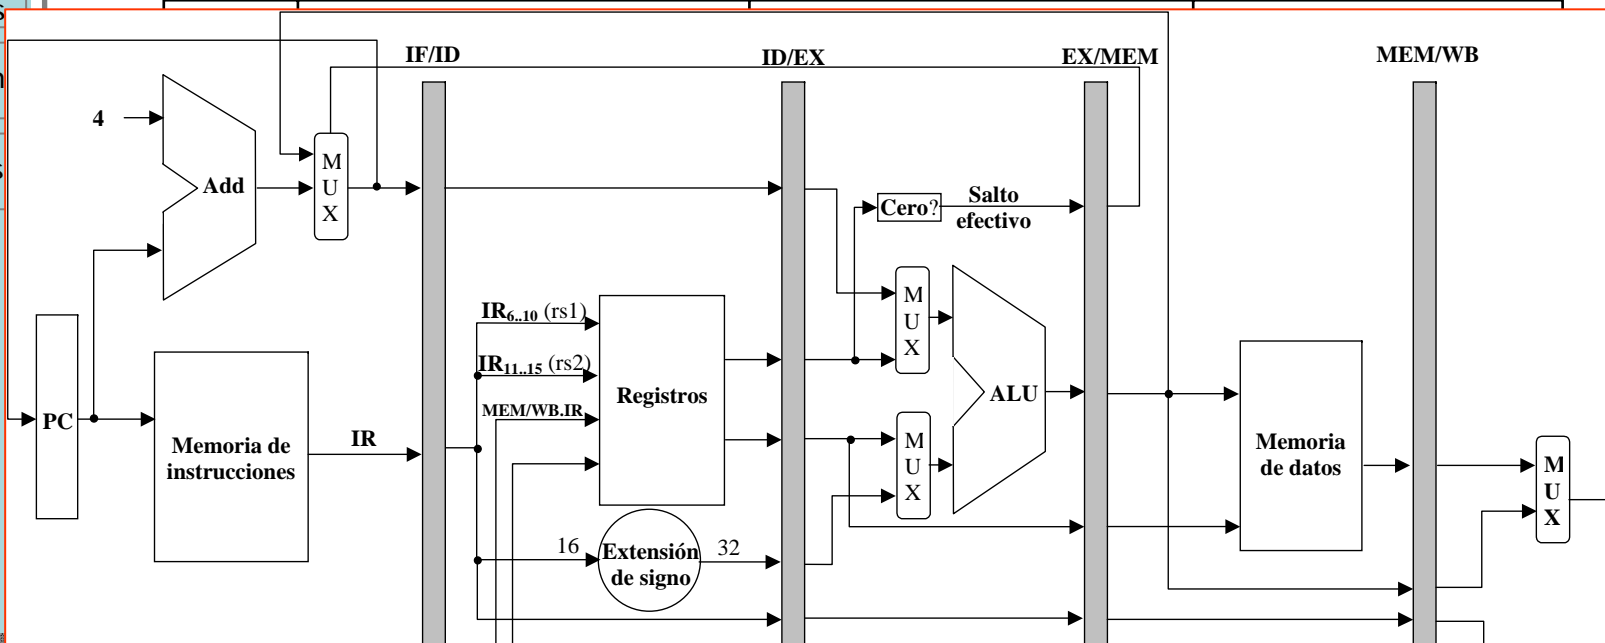 IF/ID
ID/EX
EX/MEM
MEM/WB
4
Add
M
U
X
Cero?
Salto
efectivo
IR6..10 (rs1)
IR11..15 (rs2)
MEM/WB.IR
Registros
M
U
X
ALU
M
U
X
PC
Memoria de
instrucciones
IR
16
Extensión
de signo
32
Memoria
de datos
M
U
X